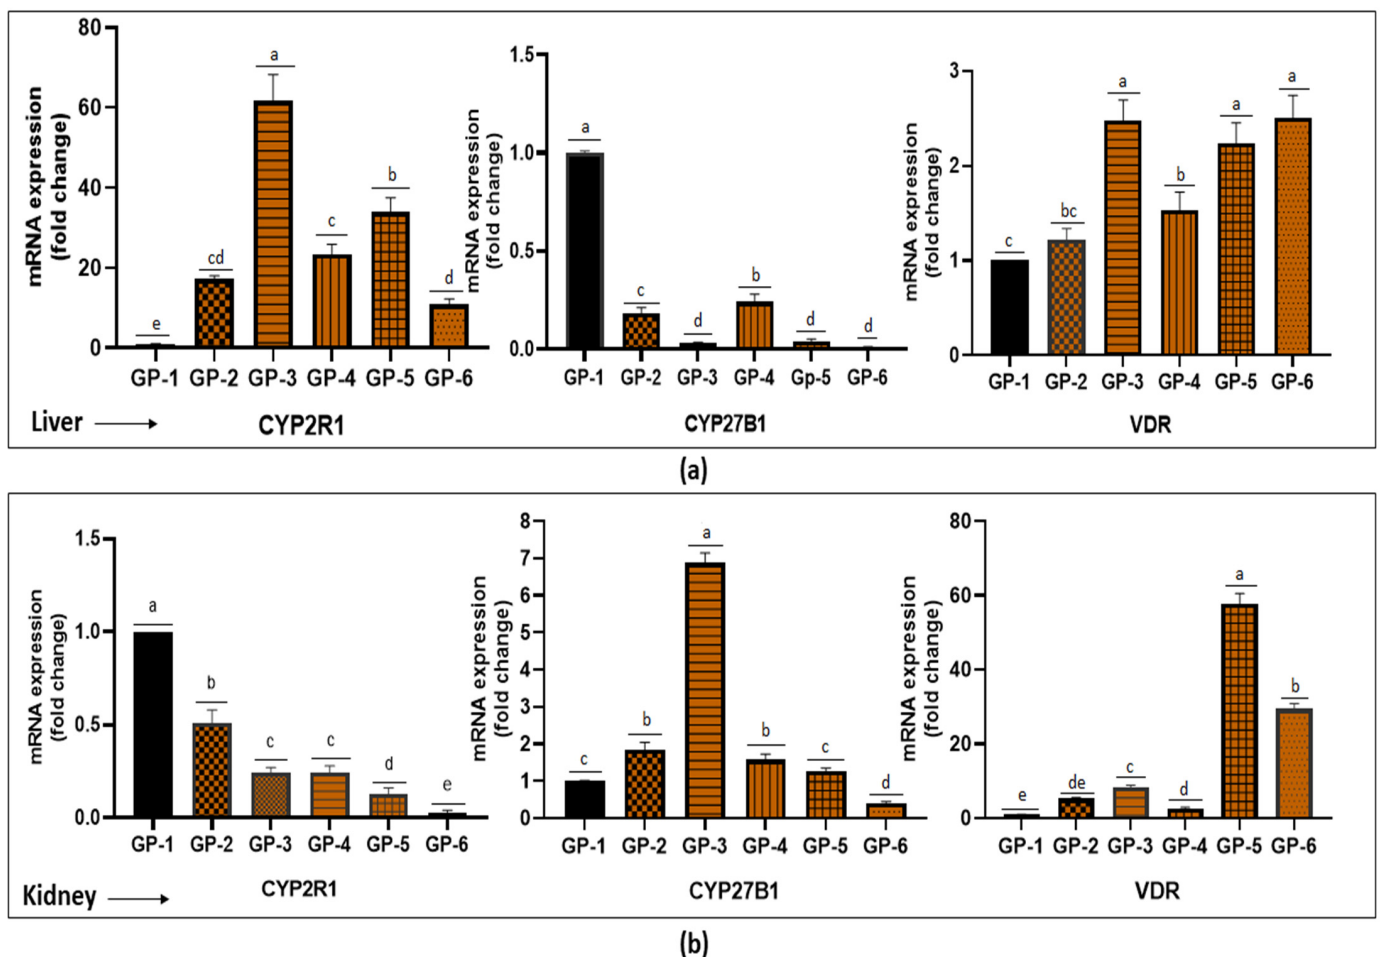 80
60
40
20
0
mRNA expression
(fold change)
e
cd
a
c
b
d
GP-1 GP-2 GP-3 GP-4 GP-5 GP-6
CYP2R1
1.5
1.0
0.5
0.0
mRNA expression
(fold change)
a
c
d
b
d
d
GP-1 GP-2 GP-3 GP-4 Gp-5 GP-6
CYP27B1
3
2
1
0
mRNA expression
(fold change)
c
bc
a
b
a
a
GP-1 GP-2 GP-3 GP-4 GP-5 GP-6
VDR
Liver
(a)
1.5
1.0
0.5
0.0
mRNA expression
(fold change)
a
b
c
c
d
e
GP-1 GP-2 GP-3 GP-4 GP-5 GP-6
CYP2R1
8
7
6
5
4
3
2
1
0
mRNA expression
(fold change)
c
b
a
b
c
d
GP-1 GP-2 GP-3 GP-4 GP-5 GP-6
CYP27B1
80
60
40
20
0
mRNA expression
(fold change)
e
de
c
d
a
b
GP-1 GP-2 GP-3 GP-4 GP-5 GP-6
VDR
Kidney
(b)